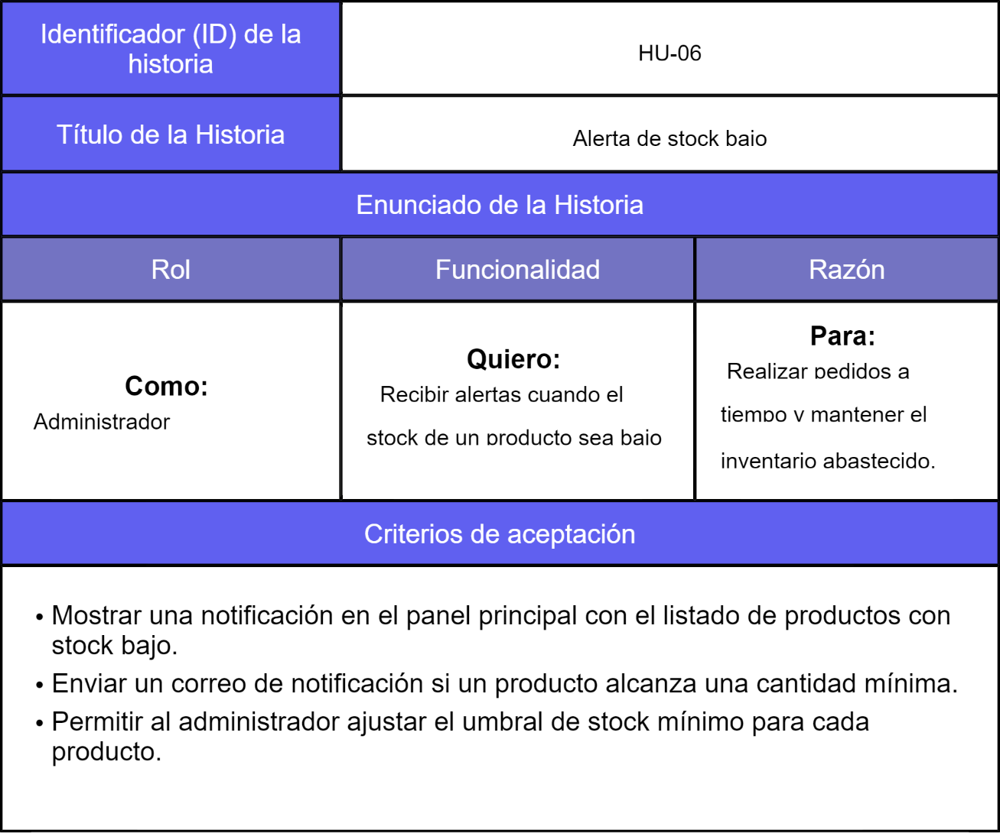 Identificador (ID) de la
historia
HU-06
Título de la Historia
Alerta de stock bajo
Enunciado de la Historia
Rol
Funcionalidad
Razón
Como:
Administrador
Quiero:
Recibir alertas cuando el
stock de un producto sea bajo
Para:
Realizar pedidos a
tiempo y mantener el
inventario abastecido.
Criterios de aceptación
• Mostrar una notificación en el panel principal con el listado de productos con
stock bajo.
• Enviar un correo de notificación si un producto alcanza una cantidad mínima.
• Permitir al administrador ajustar el umbral de stock mínimo para cada
producto.